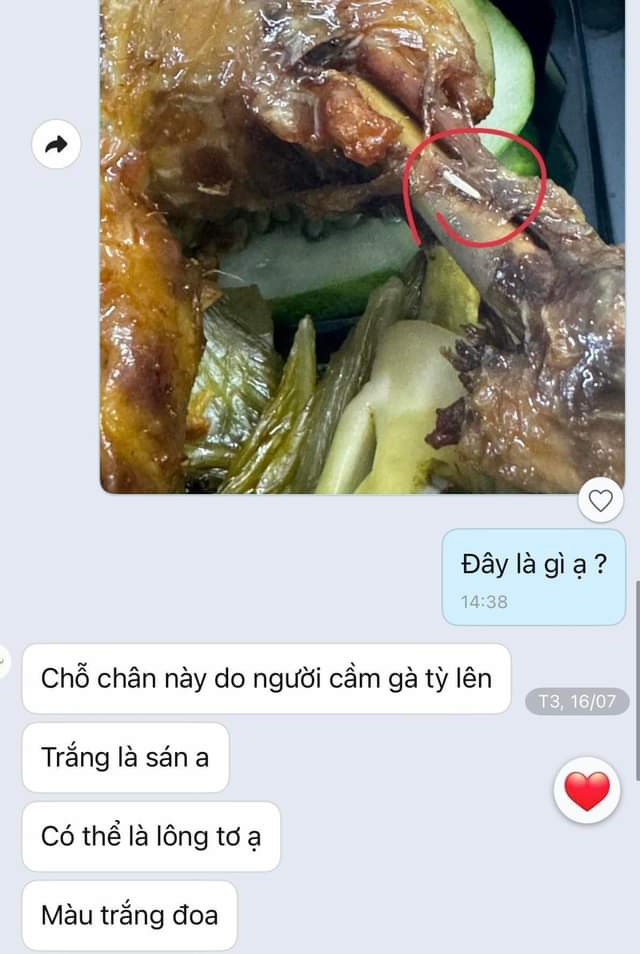 Đây là gì ạ ?
14:38
Chỗ chân này do người cầm gà tỳ lên
T3, 16/07
Trắng là sán a
Có thể là lông tơ ạ
Màu trắng đoa